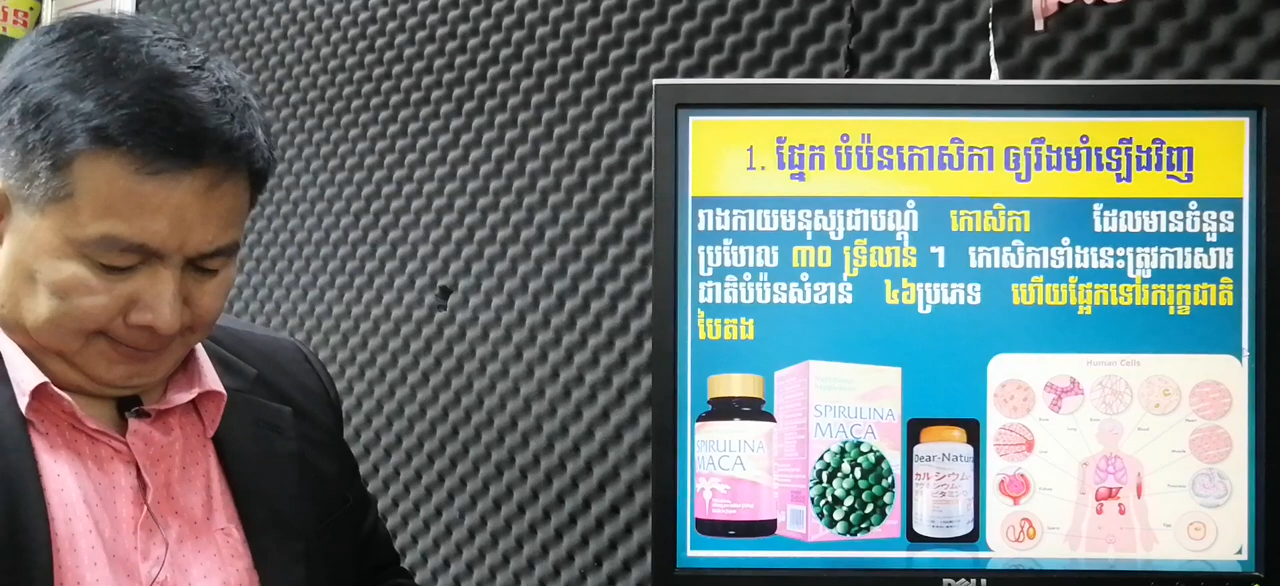 1. ផ្នែក បំប៉នកោសិកា ឲ្យរឹងមាំឡើងវិញ
រាងកាយមនុស្សជាបណ្តុំ កោសិកា ដែលមានចំនួន
ប្រហែល ៣០ ទ្រីលាន ។ កោសិកាទាំងនេះត្រូវការសារ
ជាតិបំប៉នសំខាន់ ៤៦ប្រភេទ ហើយផ្អែកទៅរករុក្ខជាតិ
បៃតង
Human Cells
SPIRULINA
MACA
SPIRULINA
MACA
Dear-Natura
カルシウム
DELL